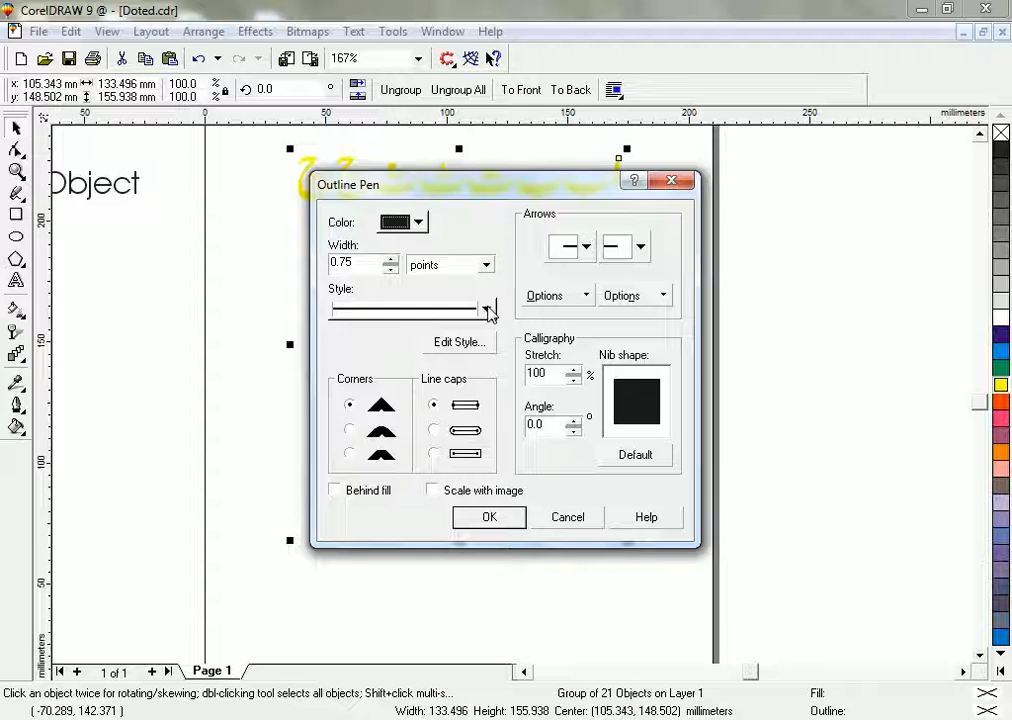 CorelDRAW 9 @ - [Doted.cdr]
File Edit View Layout Arrange Effects Bitmaps Text Tools Window Help
167%
x: 105.343 mm 133.496 mm 100.0 % 0.0 °
y: 148.502 mm 155.938 mm 100.0 %
Ungroup Ungroup All To Front To Back
50 0 50 100 150 200 millimeters
Object
200
150
100
50
millimeters
Outline Pen
Color:
Width:
0.75 points
Style:
Edit Style...
Corners
Line caps
Behind fill
Scale with image
Arrows
Options Options
Calligraphy
Stretch: Nib shape:
100 %
Angle:
0.0 °
Default
OK Cancel Help
1 of 1 Page 1
Click an object twice for rotating/skewing; dbl-clicking tool selects all objects; Shift+click multi-s... Group of 21 Objects on Layer 1 Fill:
( -70.289, 142.371 ) Width: 133.496 Height: 155.938 Center: (105.343, 148.502) millimeters Outline: